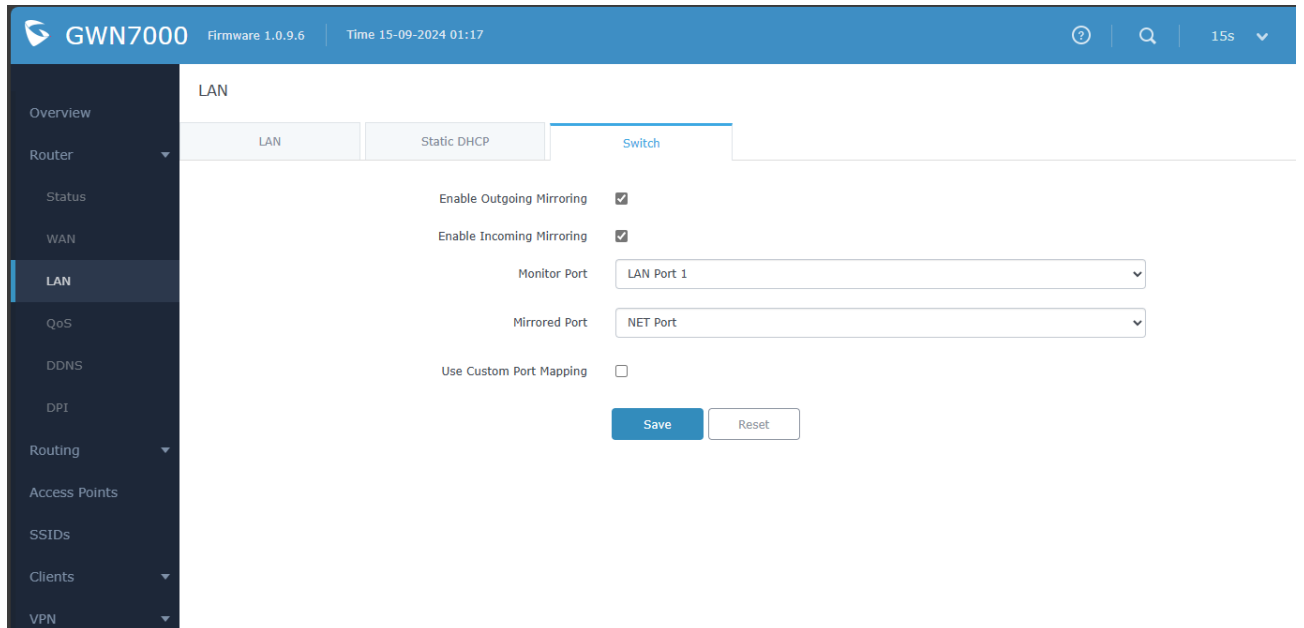 GWN7000 Firmware 1.0.9.6 Time 15-09-2024 01:17 15s
Overview
Router
Status
WAN
LAN
QoS
DDNS
DPI
Routing
Access Points
SSIDs
Clients
VPN
LAN
LAN Static DHCP Switch
Enable Outgoing Mirroring
Enable Incoming Mirroring
Monitor Port LAN Port 1
Mirrored Port NET Port
Use Custom Port Mapping
Save Reset